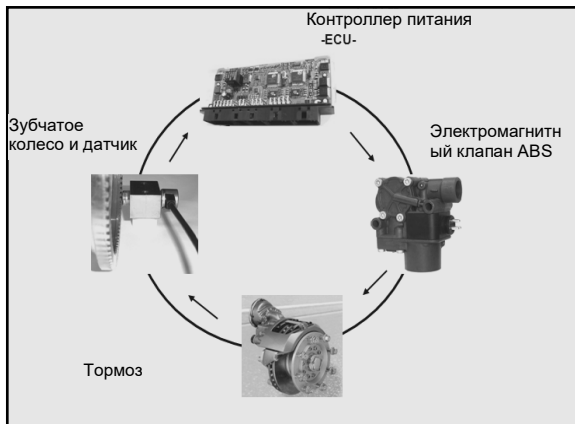 Контроллер питания
-ECU-
Зубчатое
колесо и датчик
Электромагнитн
ый клапан ABS
Тормоз